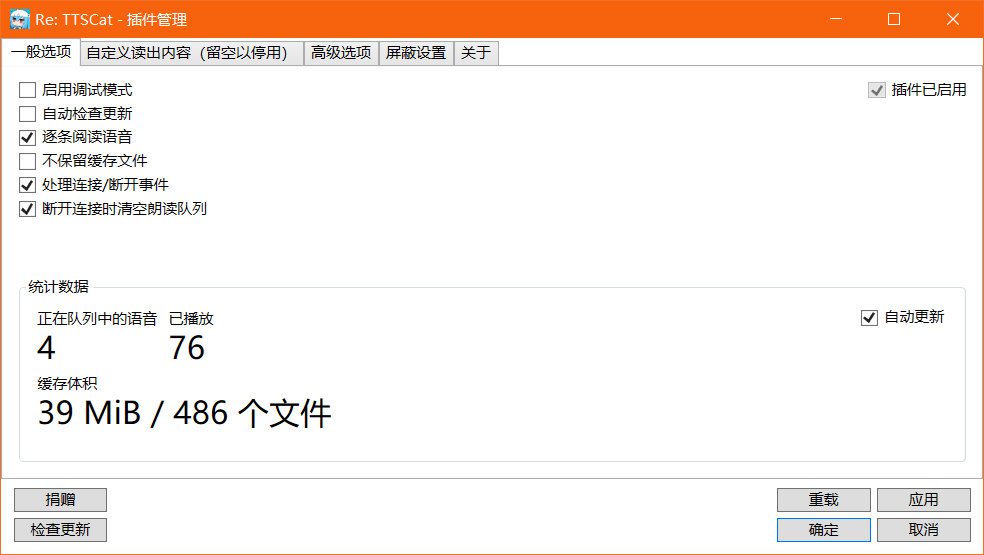 Re: TTSCat - 插件管理
一般选项 自定义读出内容（留空以停用） 高级选项 屏蔽设置 关于
启用调试模式 插件已启用
自动检查更新
逐条阅读语音
不保留缓存文件
处理连接/断开事件
断开连接时清空朗读队列
统计数据
正在队列中的语音 已播放 自动更新
4 76
缓存体积
39 MiB / 486 个文件
捐赠 重载 应用
检查更新 确定 取消